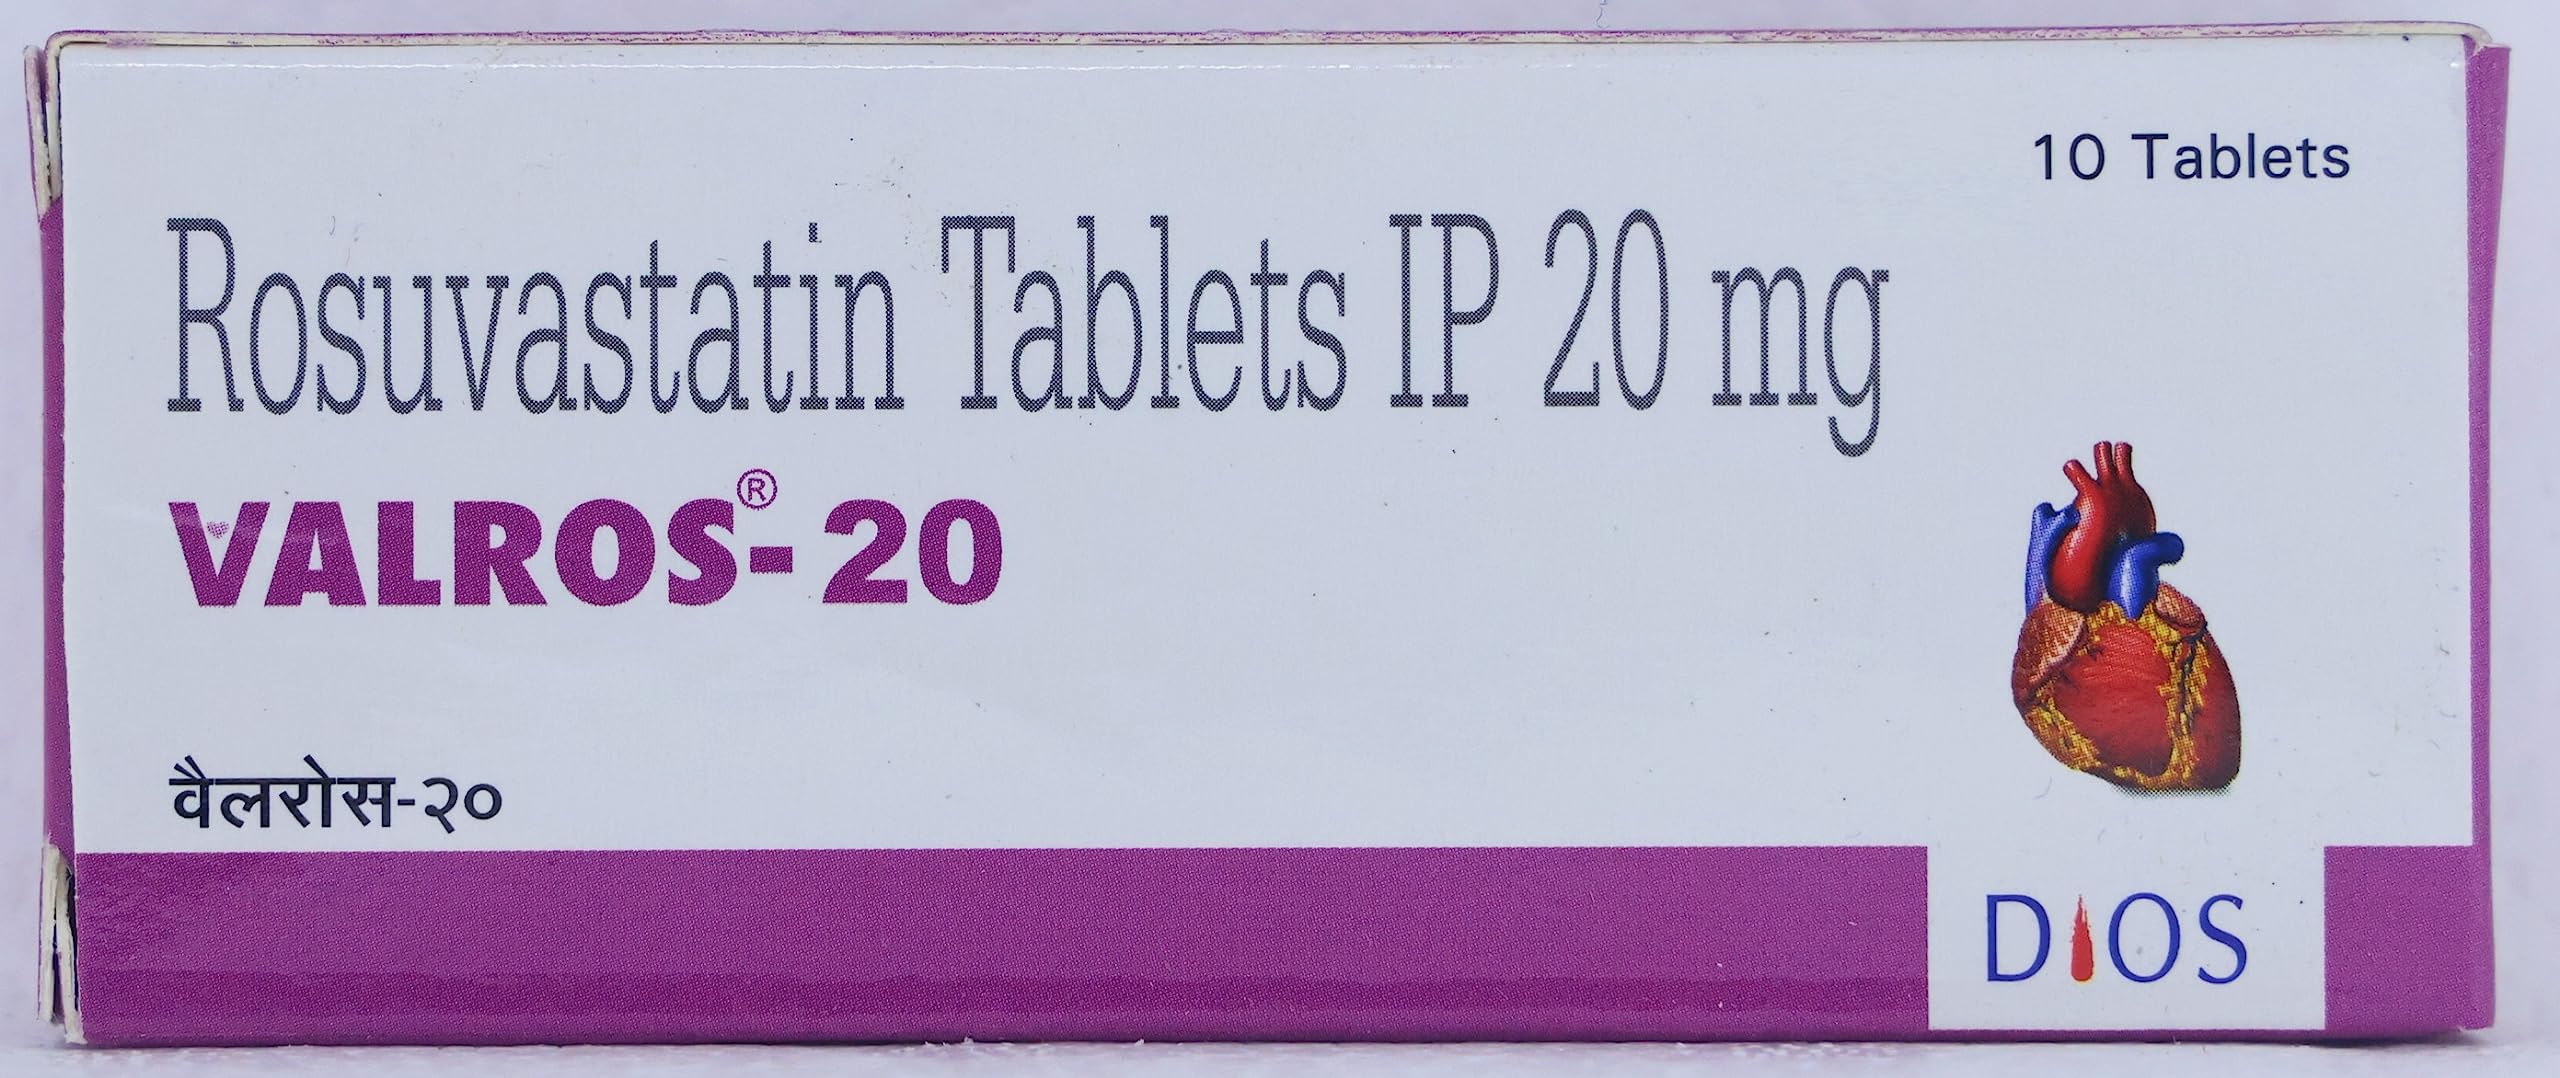 10 Tablets
Rosuvastatin Tablets IP 20 mg
VALROS®-20
वैलरोस-२०
DIOS